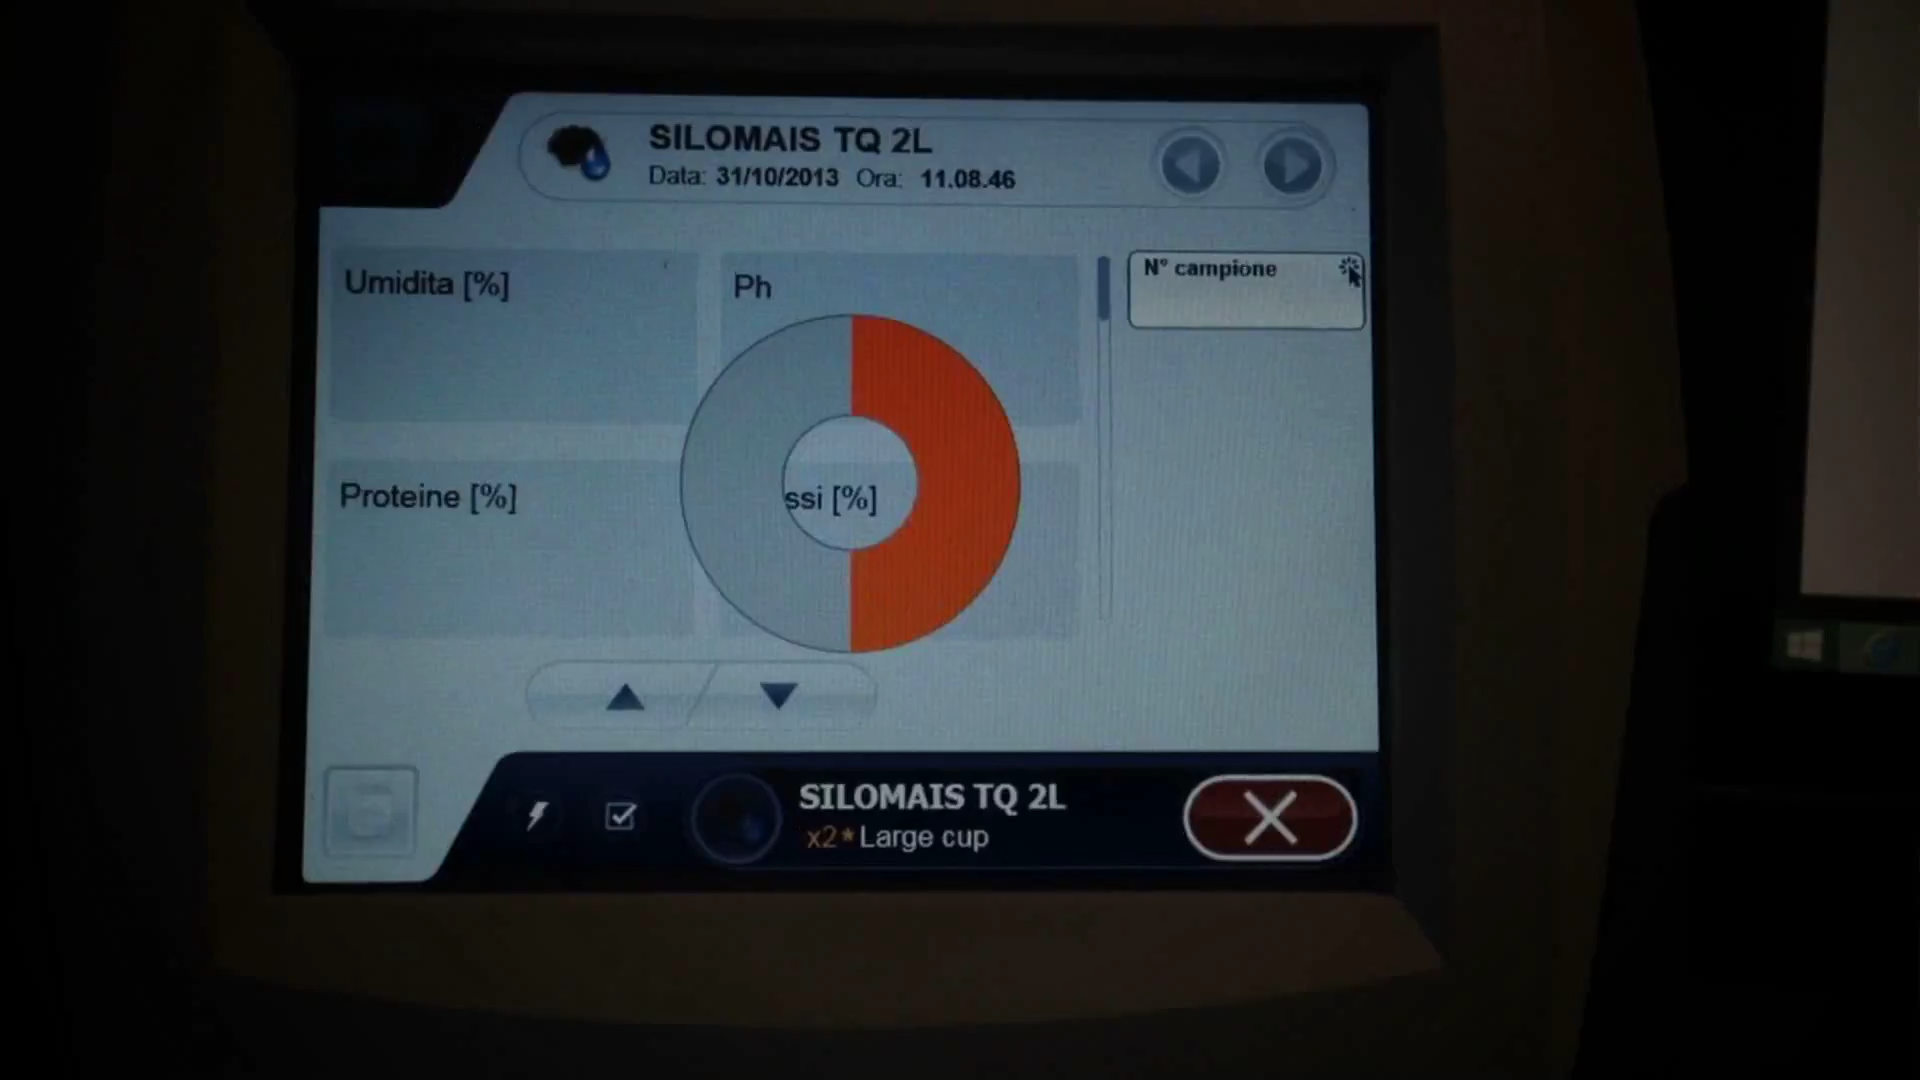 SILOMAIS TQ 2L
Data: 31/10/2013 Ora: 11.08.46
Umidita [%]
Ph
N° campione
Proteine [%]
ssi [%]
SILOMAIS TQ 2L
x2* Large cup